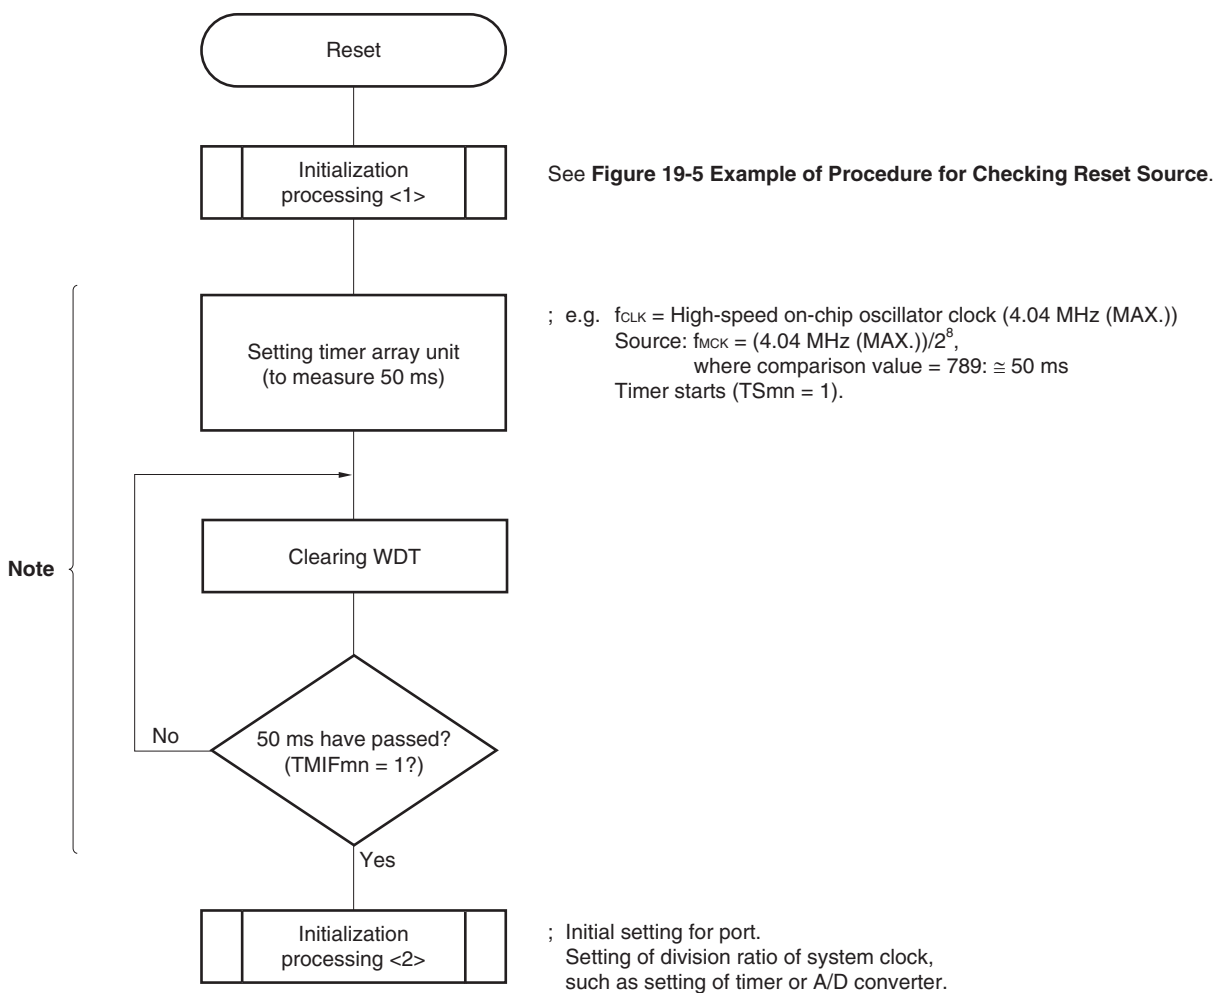 Reset
Initialization
processing <1>
See Figure 19-5 Example of Procedure for Checking Reset Source.
Setting timer array unit
(to measure 50 ms)
; e.g. fCLK = High-speed on-chip oscillator clock (4.04 MHz (MAX.))
Source: fMCK = (4.04 MHz (MAX.))/2⁸,
where comparison value = 789: ≅ 50 ms
Timer starts (TSmn = 1).
Note
Clearing WDT
No
50 ms have passed?
(TMIFmn = 1?)
Yes
Initialization
processing <2>
; Initial setting for port.
Setting of division ratio of system clock,
such as setting of timer or A/D converter.